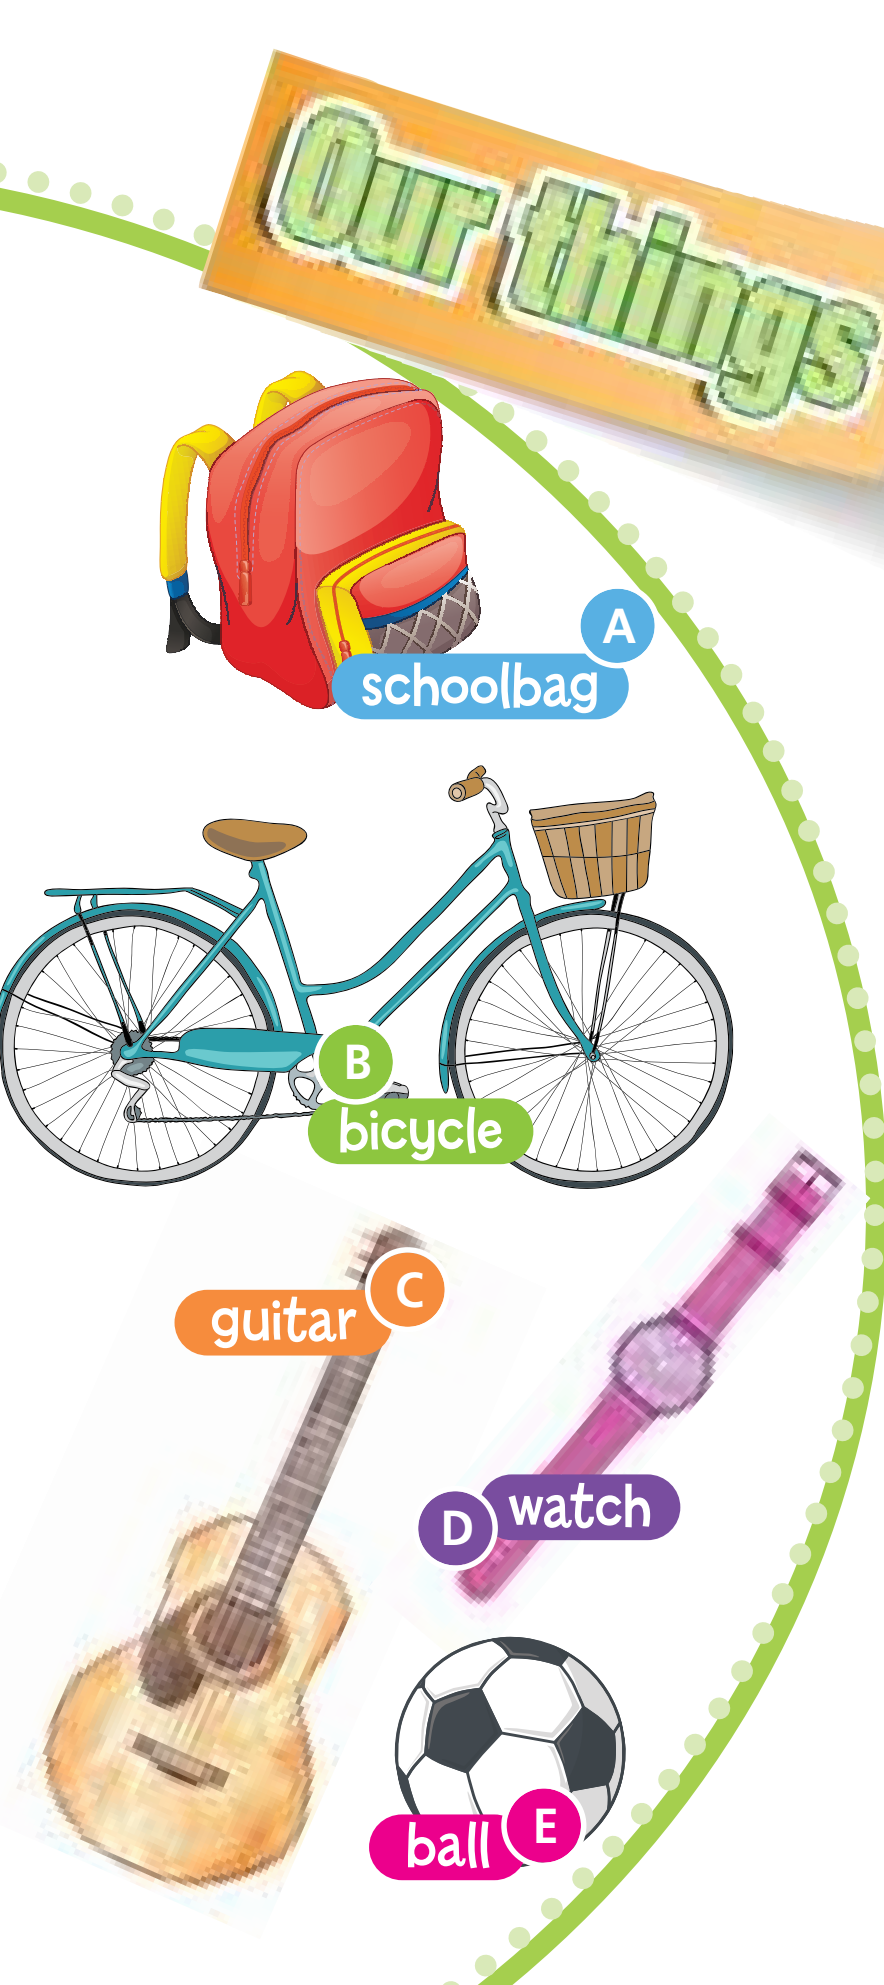 Our things
A
schoolbag
B
bicycle
C
guitar
D
watch
E
ball